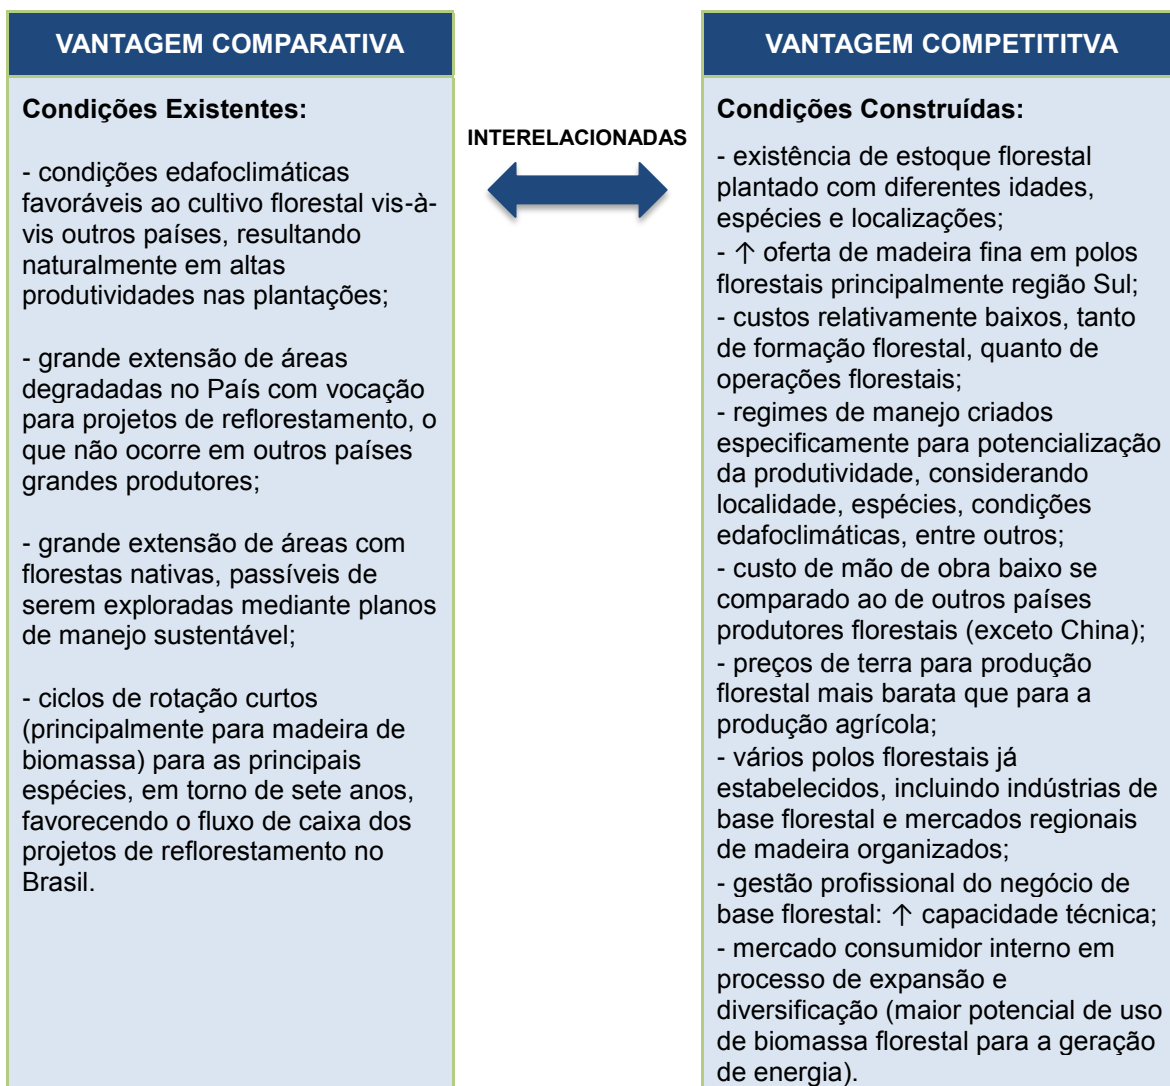 VANTAGEM COMPARATIVA
Condições Existentes:
- condições edafoclimáticas
favoráveis ao cultivo florestal vis-à-
vis outros países, resultando
naturalmente em altas
produtividades nas plantações;
- grande extensão de áreas
degradadas no País com vocação
para projetos de reflorestamento, o
que não ocorre em outros países
grandes produtores;
- grande extensão de áreas com
florestas nativas, passíveis de
serem exploradas mediante planos
de manejo sustentável;
- ciclos de rotação curtos
(principalmente para madeira de
biomassa) para as principais
espécies, em torno de sete anos,
favorecendo o fluxo de caixa dos
projetos de reflorestamento no
Brasil.
INTERELACIONADAS
VANTAGEM COMPETITITVA
Condições Construídas:
- existência de estoque florestal
plantado com diferentes idades,
espécies e localizações;
- ↑ oferta de madeira fina em polos
florestais principalmente região Sul;
- custos relativamente baixos, tanto
de formação florestal, quanto de
operações florestais;
- regimes de manejo criados
especificamente para potencialização
da produtividade, considerando
localidade, espécies, condições
edafoclimáticas, entre outros;
- custo de mão de obra baixo se
comparado ao de outros países
produtores florestais (exceto China);
- preços de terra para produção
florestal mais barata que para a
produção agrícola;
- vários polos florestais já
estabelecidos, incluindo indústrias de
base florestal e mercados regionais
de madeira organizados;
- gestão profissional do negócio de
base florestal: ↑ capacidade técnica;
- mercado consumidor interno em
processo de expansão e
diversificação (maior potencial de uso
de biomassa florestal para a geração
de energia).